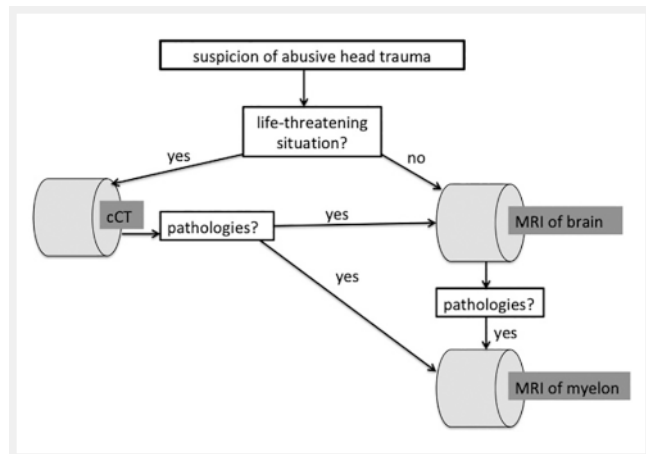 suspicion of abusive head trauma
life-threatening
situation?
yes
no
cCT
pathologies?
yes
MRI of brain
yes
pathologies?
yes
MRI of myelon